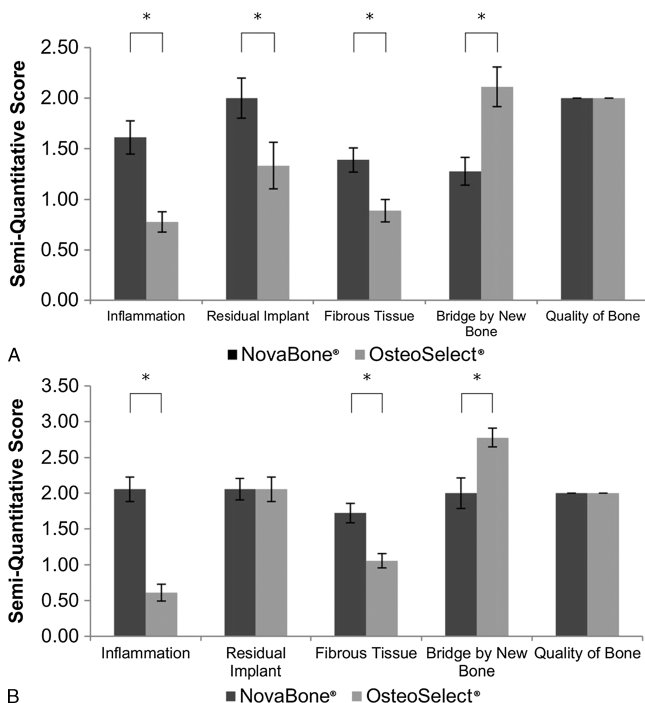 * * * *
2.50
2.00
1.50
1.00
0.50
0.00
Semi-Quantitative Score
Inflammation Residual Implant Fibrous Tissue Bridge by New Quality of Bone
Bone
A
NovaBone® OsteoSelect®
* * *
3.50
3.00
2.50
2.00
1.50
1.00
0.50
0.00
Semi-Quantitative Score
Inflammation Residual Fibrous Tissue Bridge by New Quality of Bone
Implant Bone
B
NovaBone® OsteoSelect®